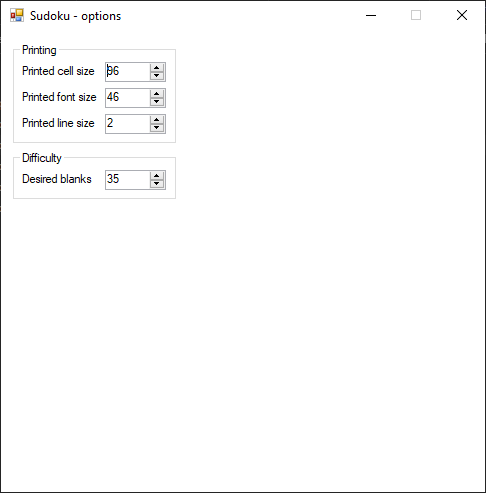 Sudoku - options
Printing
Printed cell size 96
Printed font size 46
Printed line size 2
Difficulty
Desired blanks 35